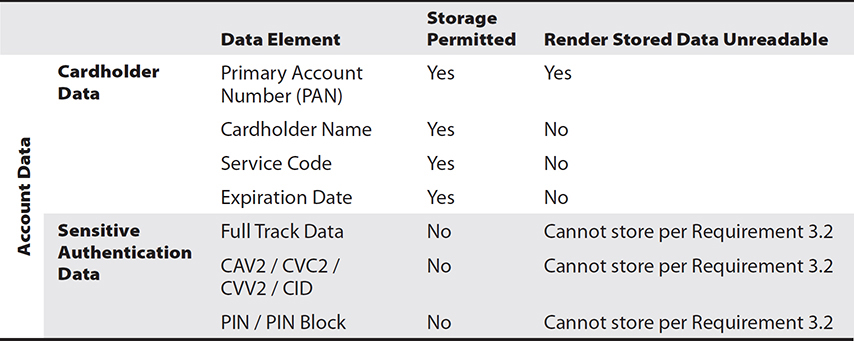 Storage
Data Element Permitted Render Stored Data Unreadable
Account Data
Cardholder Primary Account Yes Yes
Data Number (PAN)
Cardholder Name Yes No
Service Code Yes No
Expiration Date Yes No
Sensitive Full Track Data No Cannot store per Requirement 3.2
Authentication CAV2 / CVC2 / No Cannot store per Requirement 3.2
Data CVV2 / CID
PIN / PIN Block No Cannot store per Requirement 3.2